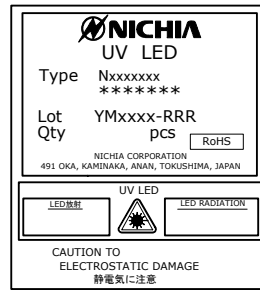 NICHIA
UV LED
Type Nxxxxxxx
*******
Lot YMxxxx-RRR
Qty pcs
RoHS
NICHIA CORPORATION
491 OKA, KAMINAKA, ANAN, TOKUSHIMA, JAPAN
UV LED
LED放射
LED RADIATION
CAUTION TO
ELECTROSTATIC DAMAGE
静電気に注意